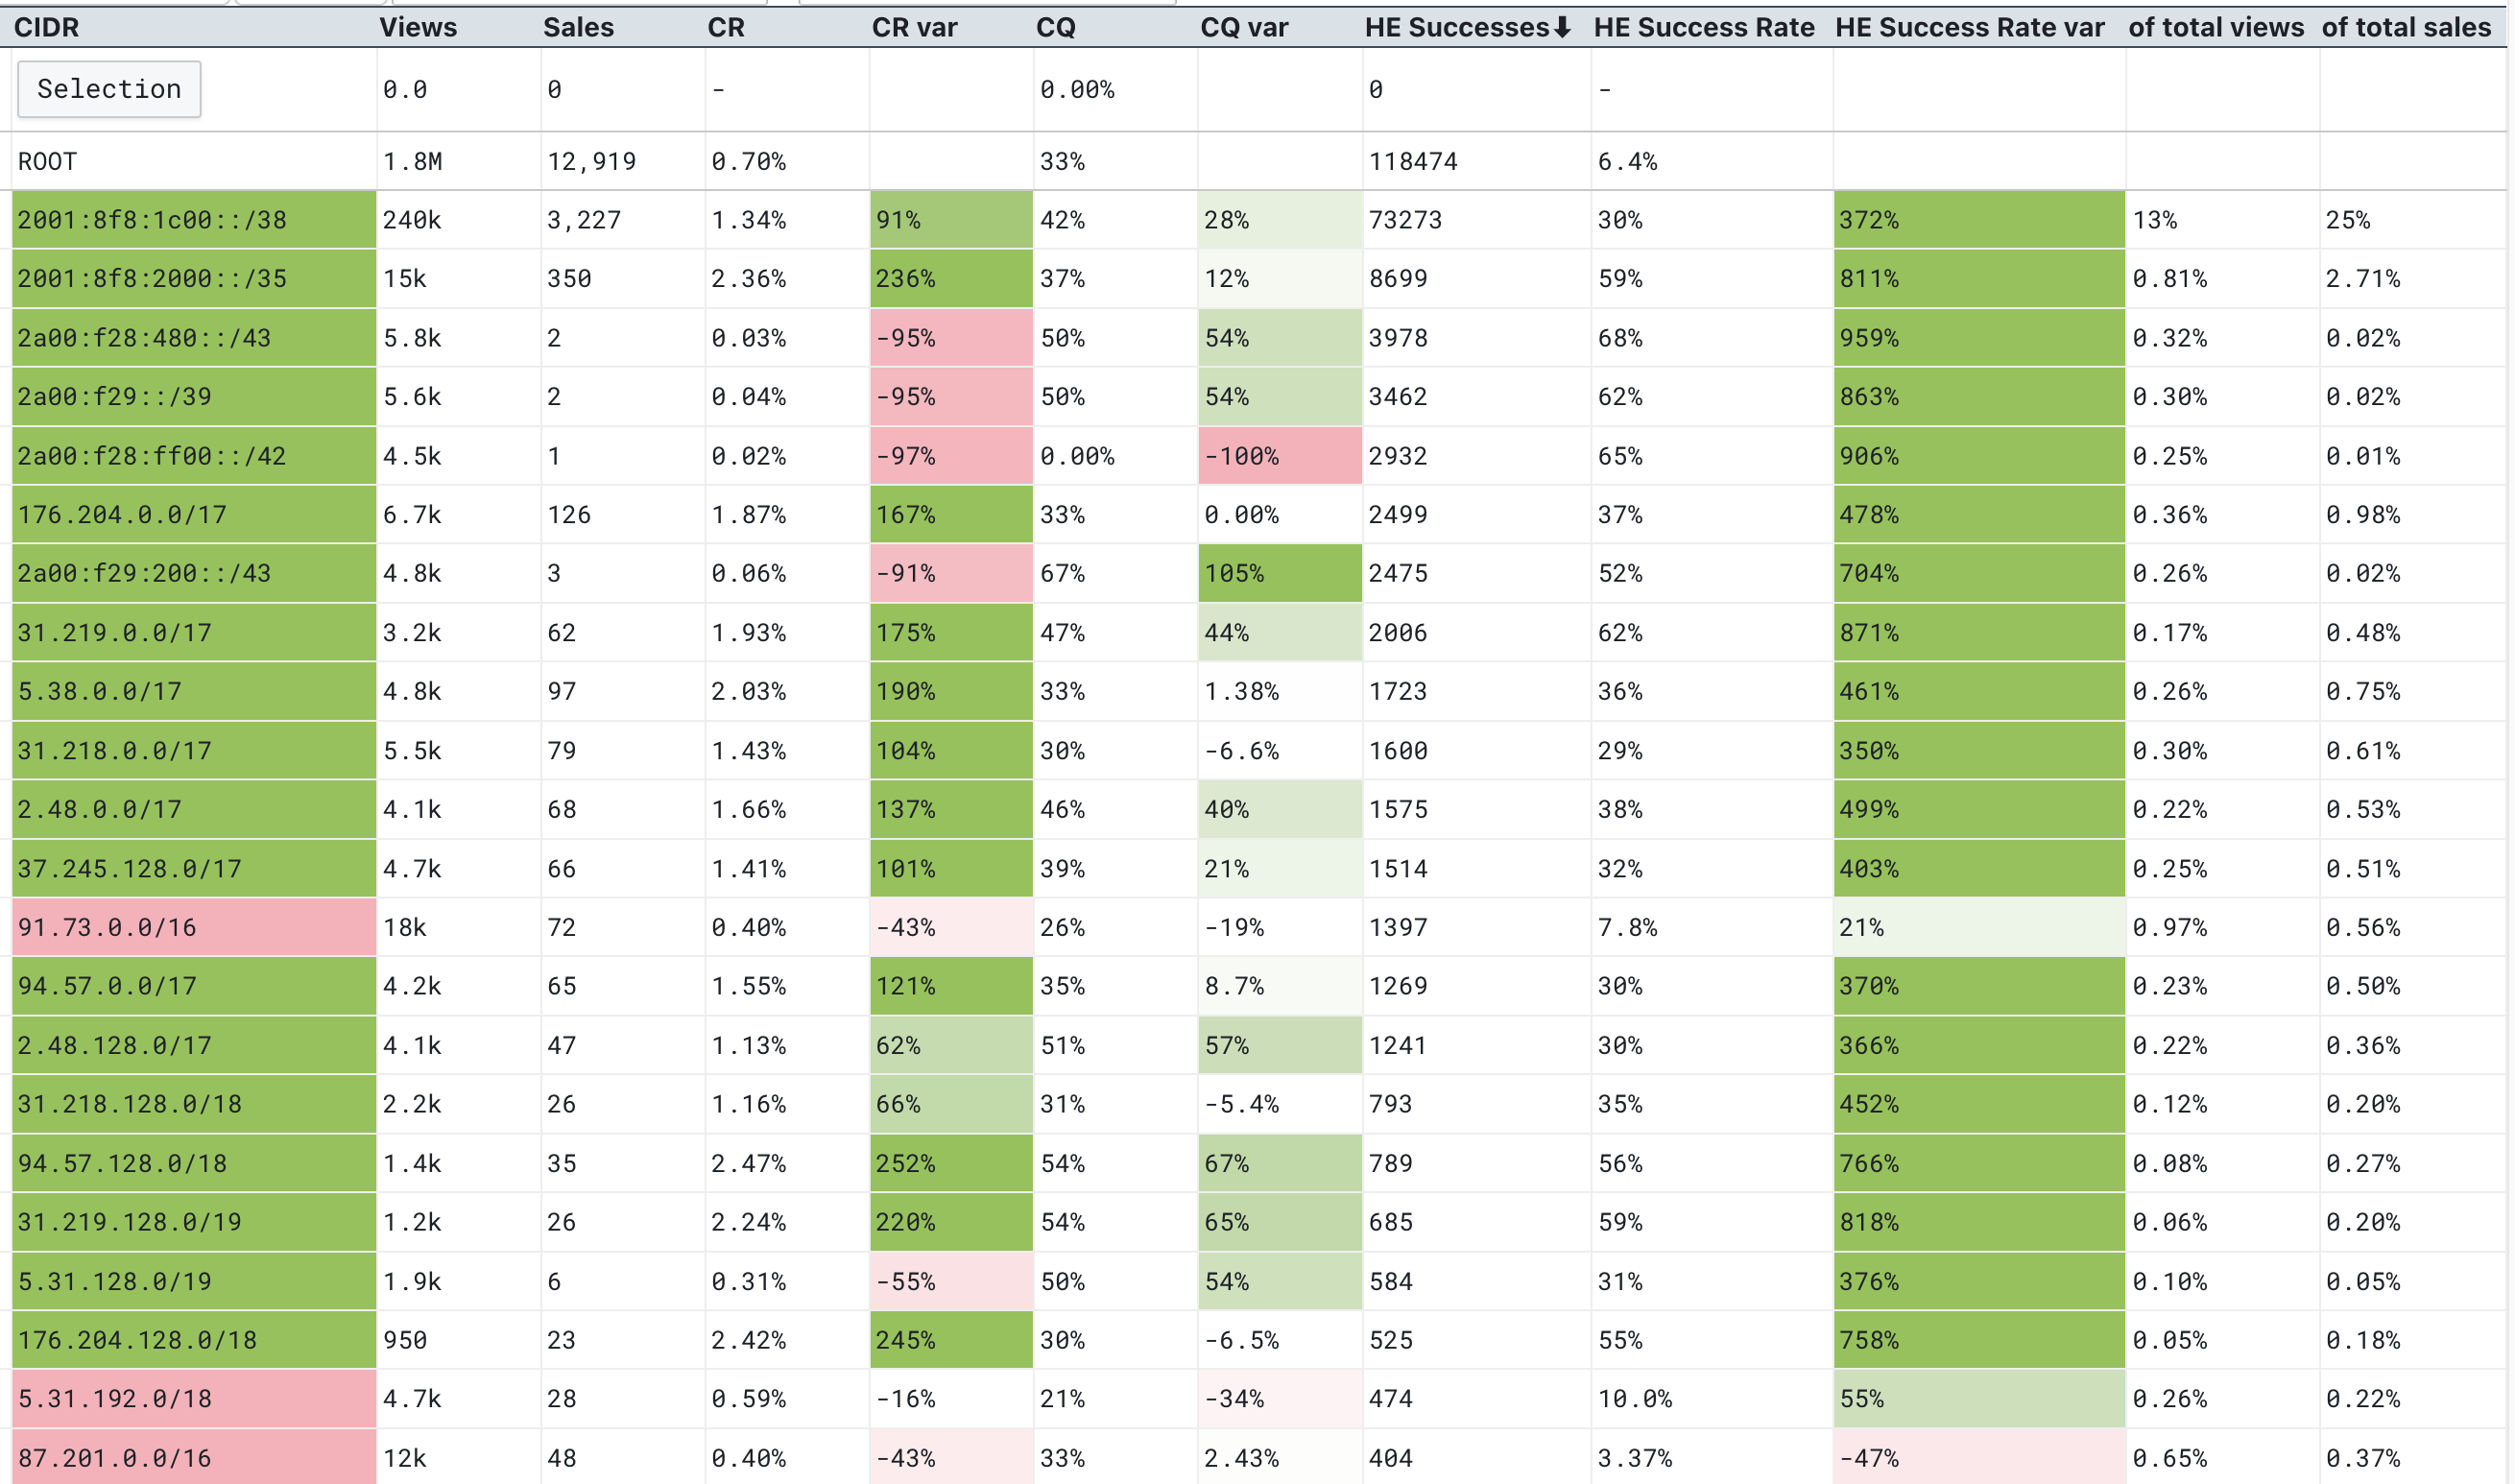 CIDR Views Sales CR CR var CQ CQ var HE Successes HE Success Rate HE Success Rate var of total views of total sales
Selection 0.0 0 - 0.00% 0 -
ROOT 1.8M 12,919 0.70% 33% 118474 6.4%
2001:8f8:1c00::/38 240k 3,227 1.34% 91% 42% 28% 73273 30% 372% 13% 25%
2001:8f8:2000::/35 15k 350 2.36% 236% 37% 12% 8699 59% 811% 0.81% 2.71%
2a00:f28:480::/43 5.8k 2 0.03% -95% 50% 54% 3978 68% 959% 0.32% 0.02%
2a00:f29::/39 5.6k 2 0.04% -95% 50% 54% 3462 62% 863% 0.30% 0.02%
2a00:f28:ff00::/42 4.5k 1 0.02% -97% 0.00% -100% 2932 65% 906% 0.25% 0.01%
176.204.0.0/17 6.7k 126 1.87% 167% 33% 0.00% 2499 37% 478% 0.36% 0.98%
2a00:f29:200::/43 4.8k 3 0.06% -91% 67% 105% 2475 52% 704% 0.26% 0.02%
31.219.0.0/17 3.2k 62 1.93% 175% 47% 44% 2006 62% 871% 0.17% 0.48%
5.38.0.0/17 4.8k 97 2.03% 190% 33% 1.38% 1723 36% 461% 0.26% 0.75%
31.218.0.0/17 5.5k 79 1.43% 104% 30% -6.6% 1600 29% 350% 0.30% 0.61%
2.48.0.0/17 4.1k 68 1.66% 137% 46% 40% 1575 38% 499% 0.22% 0.53%
37.245.128.0/17 4.7k 66 1.41% 101% 39% 21% 1514 32% 403% 0.25% 0.51%
91.73.0.0/16 18k 72 0.40% -43% 26% -19% 1397 7.8% 21% 0.97% 0.56%
94.57.0.0/17 4.2k 65 1.55% 121% 35% 8.7% 1269 30% 370% 0.23% 0.50%
2.48.128.0/17 4.1k 47 1.13% 62% 51% 57% 1241 30% 366% 0.22% 0.36%
31.218.128.0/18 2.2k 26 1.16% 66% 31% -5.4% 793 35% 452% 0.12% 0.20%
94.57.128.0/18 1.4k 35 2.47% 252% 54% 67% 789 56% 766% 0.08% 0.27%
31.219.128.0/19 1.2k 26 2.24% 220% 54% 65% 685 59% 818% 0.06% 0.20%
5.31.128.0/19 1.9k 6 0.31% -55% 50% 54% 584 31% 376% 0.10% 0.05%
176.204.128.0/18 950 23 2.42% 245% 30% -6.5% 525 55% 758% 0.05% 0.18%
5.31.192.0/18 4.7k 28 0.59% -16% 21% -34% 474 10.0% 55% 0.26% 0.22%
87.201.0.0/16 12k 48 0.40% -43% 33% 2.43% 404 3.37% -47% 0.65% 0.37%